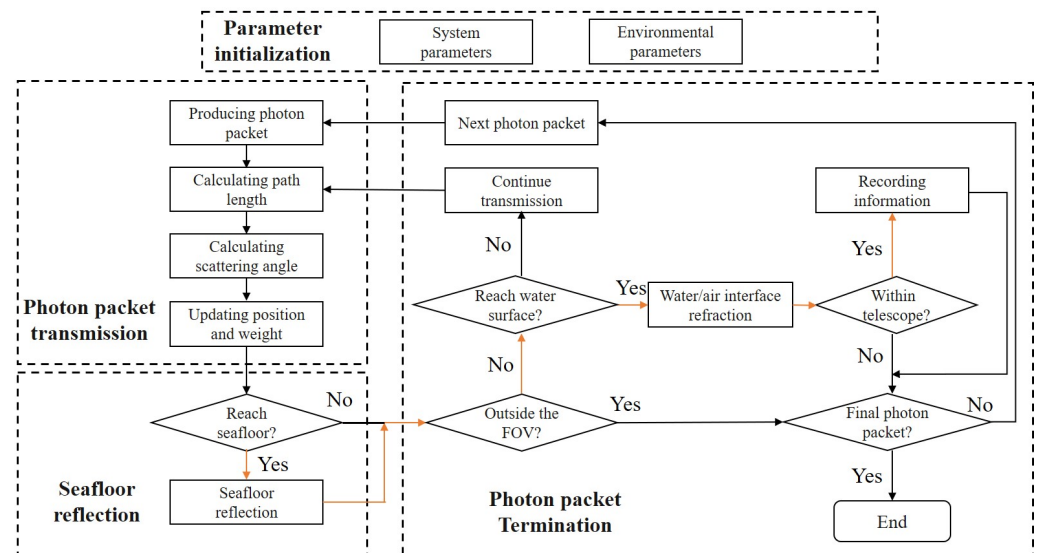 Parameter
initialization
System
parameters
Environmental
parameters
Producing photon
packet
Next photon packet
Calculating path
length
Continue
transmission
Recording
information
Calculating
scattering angle
No
Yes
Photon packet
transmission
Updating position
and weight
Reach water
surface?
Yes
Water/air interface
refraction
Within
telescope?
No
No
Reach
seafloor?
No
Outside the
FOV?
Yes
Final photon
packet?
No
Yes
Seafloor
reflection
Seafloor
reflection
Photon packet
Termination
Yes
End